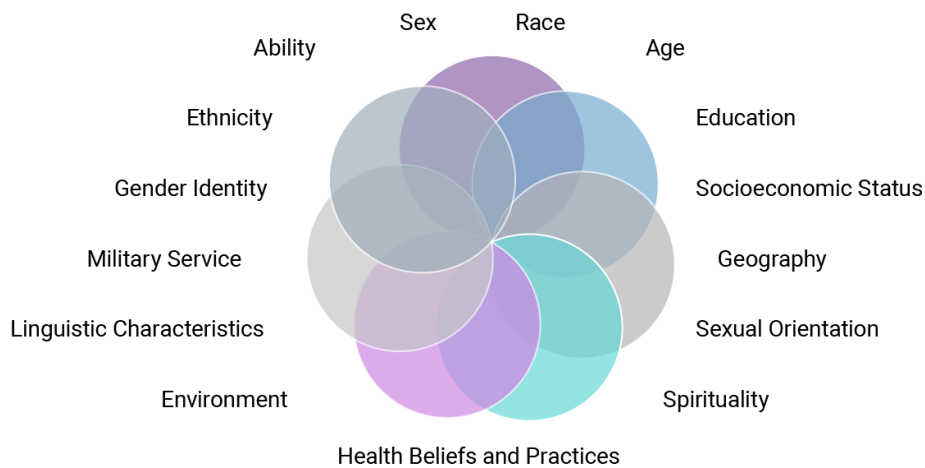 Sex
Race
Ability
Age
Ethnicity
Education
Gender Identity
Socioeconomic Status
Military Service
Geography
Linguistic Characteristics
Sexual Orientation
Environment
Spirituality
Health Beliefs and Practices